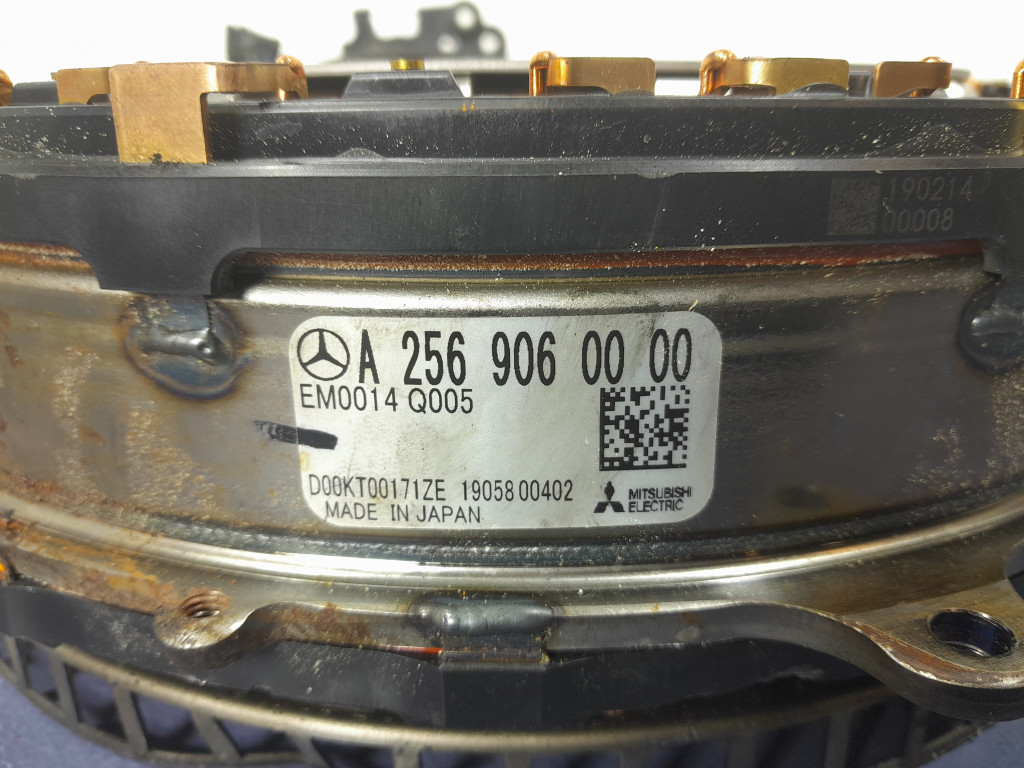 190214
00008
A 256 906 00 00
EM0014 Q005
D00KT00171ZE 19058 00402
MADE IN JAPAN
MITSUBISHI
ELECTRIC